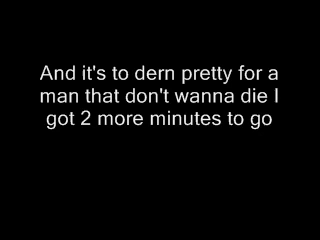 And it's to dern pretty for a
man that don't wanna die I
got 2 more minutes to go